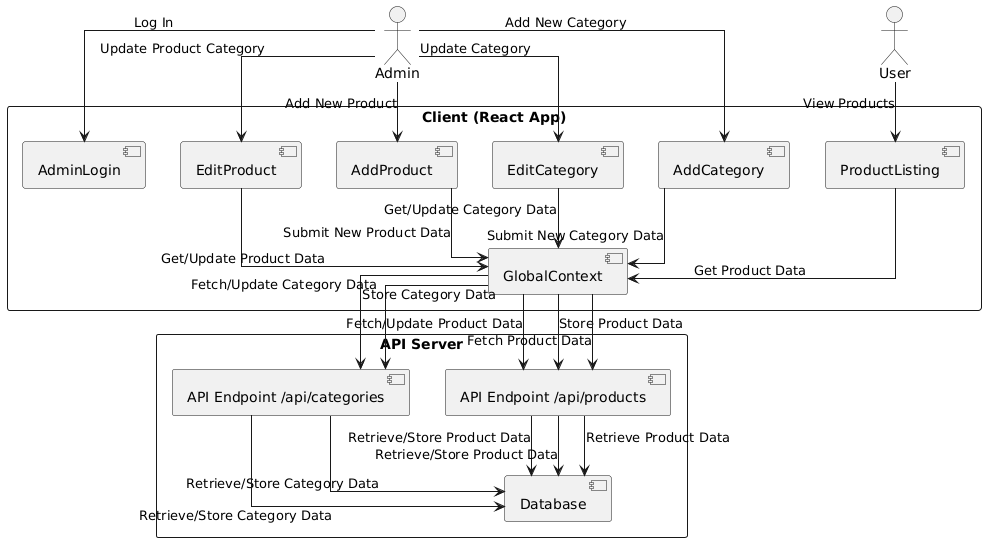 Log In
Add New Category
Update Product Category
Update Category
Admin
User
Add New Product
View Products
Client (React App)
AdminLogin
EditProduct
AddProduct
EditCategory
AddCategory
ProductListing
Get/Update Category Data
Submit New Product Data
Submit New Category Data
Get/Update Product Data
Get Product Data
GlobalContext
Fetch/Update Category Data
Store Category Data
Fetch/Update Product Data
Store Product Data
Fetch Product Data
API Server
API Endpoint /api/categories
API Endpoint /api/products
Retrieve/Store Product Data
Retrieve Product Data
Retrieve/Store Product Data
Retrieve/Store Category Data
Database
Retrieve/Store Category Data